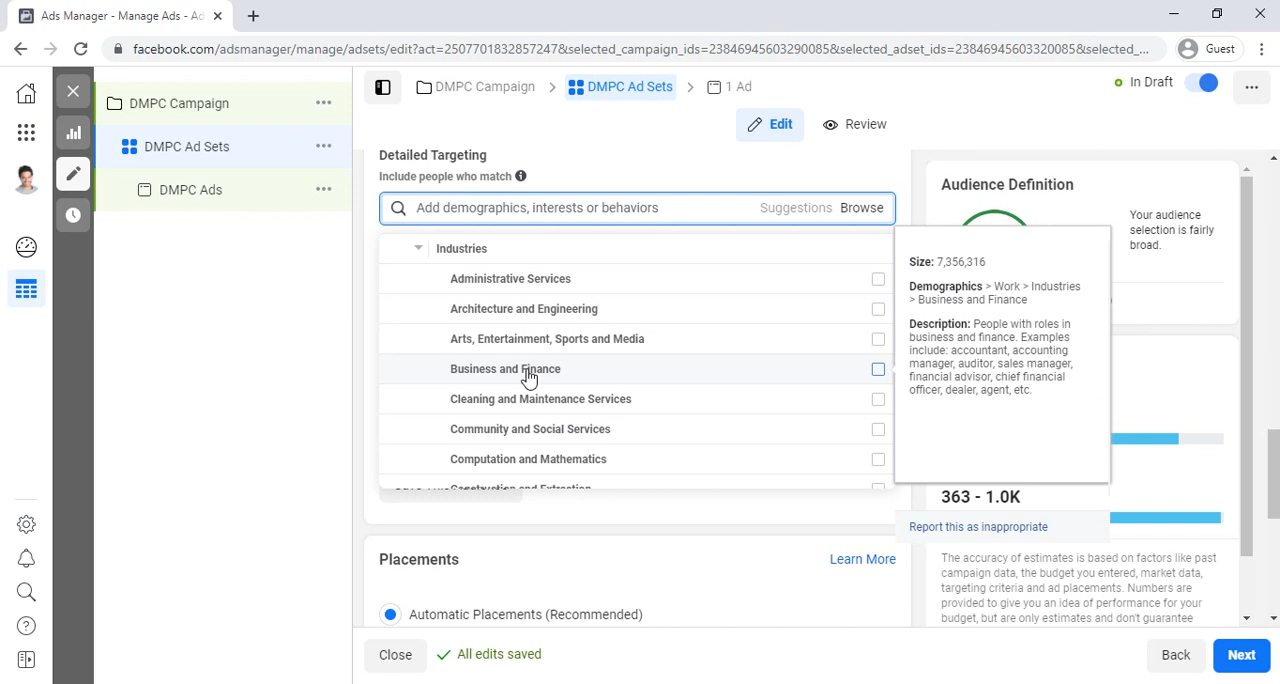 Ads Manager - Manage Ads - Ad
facebook.com/adsmanager/manage/adsets/edit?act=2507701832857247&selected_campaign_ids=23846945603290085&selected_adset_ids=23846945603320085&selected_...
Guest
DMPC Campaign
DMPC Ad Sets
DMPC Ads
DMPC Campaign > DMPC Ad Sets > 1 Ad
In Draft
Edit
Review
Detailed Targeting
Include people who match
Add demographics, interests or behaviors
Suggestions
Browse
Industries
Administrative Services
Architecture and Engineering
Arts, Entertainment, Sports and Media
Business and Finance
Cleaning and Maintenance Services
Community and Social Services
Computation and Mathematics
Construction and Extraction
Placements
Learn More
Automatic Placements (Recommended)
Audience Definition
Your audience
selection is fairly
broad.
Size: 7,356,316
Demographics > Work > Industries
> Business and Finance
Description: People with roles in
business and finance. Examples
include: accountant, accounting
manager, auditor, sales manager,
financial advisor, chief financial
officer, dealer, agent, etc.
363 - 1.0K
Report this as inappropriate
The accuracy of estimates is based on factors like past
campaign data, the budget you entered, market data,
targeting criteria and ad placements. Numbers are
provided to give you an idea of performance for your
budget, but are only estimates and don't guarantee
Close
All edits saved
Back
Next